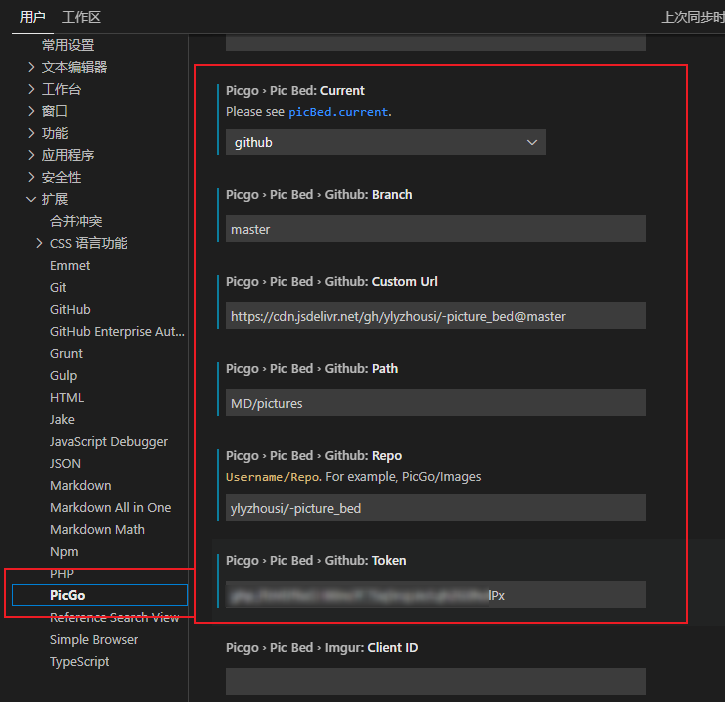 用户 工作区 上次同步时
常用设置
文本编辑器
工作台
窗口
功能
应用程序
安全性
扩展
合并冲突
CSS 语言功能
Emmet
Git
GitHub
GitHub Enterprise Aut...
Grunt
Gulp
HTML
Jake
JavaScript Debugger
JSON
Markdown
Markdown All in One
Markdown Math
Npm
PHP
PicGo
Reference Search View
Simple Browser
TypeScript
Picgo › Pic Bed: Current
Please see picBed.current.
github
Picgo › Pic Bed › Github: Branch
master
Picgo › Pic Bed › Github: Custom Url
https://cdn.jsdelivr.net/gh/ylyzhousi/-picture_bed@master
Picgo › Pic Bed › Github: Path
MD/pictures
Picgo › Pic Bed › Github: Repo
Username/Repo. For example, PicGo/Images
ylyzhousi/-picture_bed
Picgo › Pic Bed › Github: Token
lPx
Picgo › Pic Bed › Imgur: Client ID